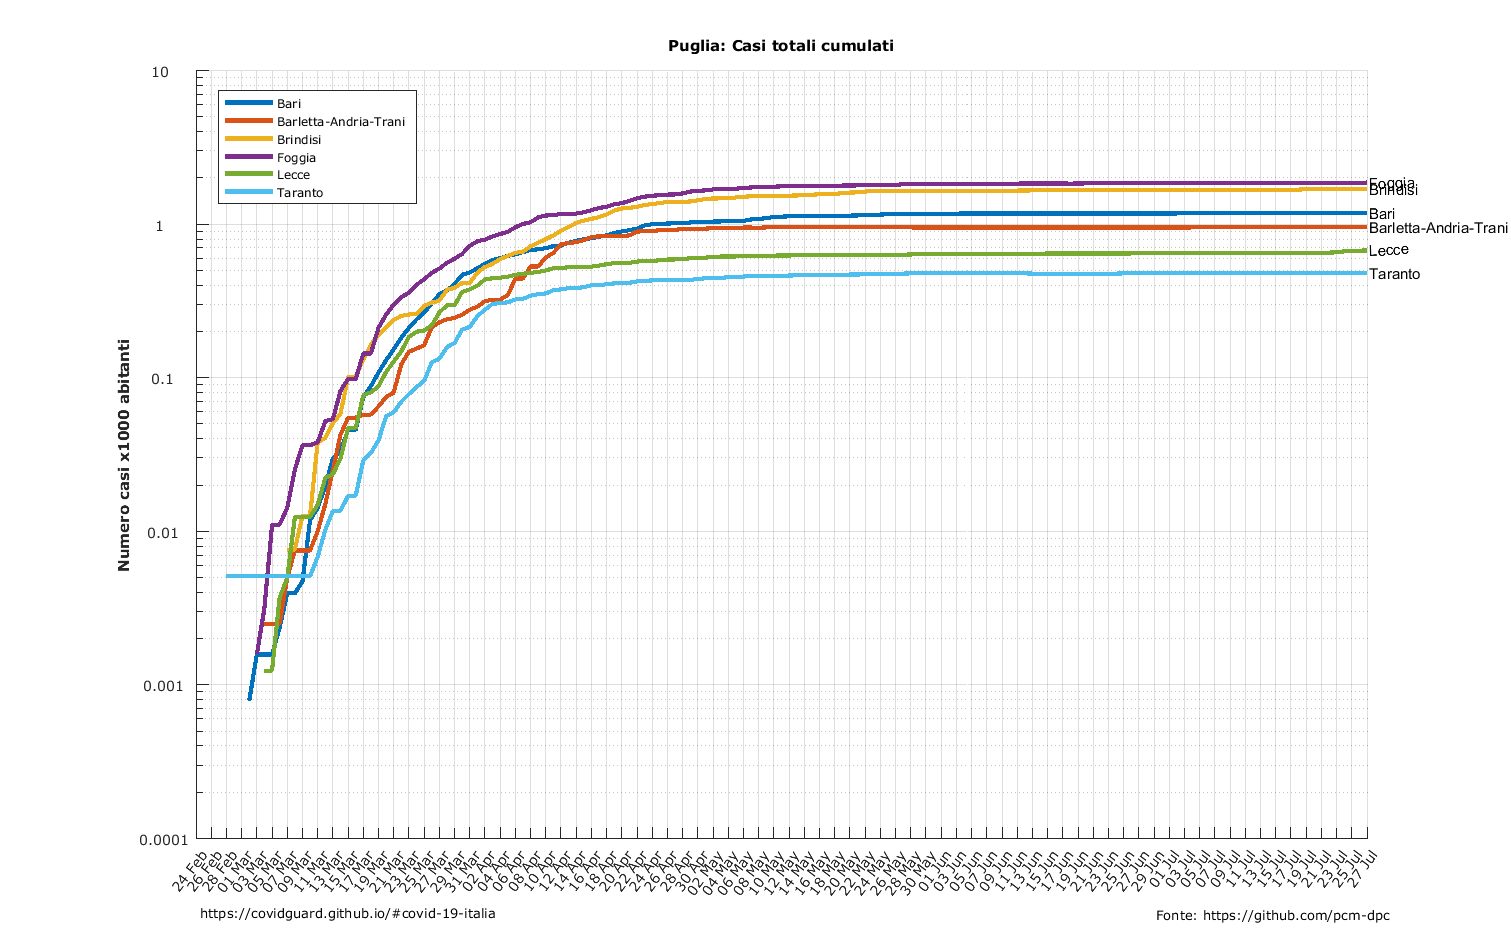 Puglia: Casi totali cumulati
10
1
0.1
0.01
0.001
0.0001
Numero casi x1000 abitanti
Bari
Barletta-Andria-Trani
Brindisi
Foggia
Lecce
Taranto
Foggia
Brindisi
Bari
Barletta-Andria-Trani
Lecce
Taranto
24 Feb
26 Feb
28 Feb
01 Mar
03 Mar
05 Mar
07 Mar
09 Mar
11 Mar
13 Mar
15 Mar
17 Mar
19 Mar
21 Mar
23 Mar
25 Mar
27 Mar
29 Mar
31 Mar
02 Apr
04 Apr
06 Apr
08 Apr
10 Apr
12 Apr
14 Apr
16 Apr
18 Apr
20 Apr
22 Apr
24 Apr
26 Apr
28 Apr
30 Apr
02 May
04 May
06 May
08 May
10 May
12 May
14 May
16 May
18 May
20 May
22 May
24 May
26 May
28 May
30 May
01 Jun
03 Jun
05 Jun
07 Jun
09 Jun
11 Jun
13 Jun
15 Jun
17 Jun
19 Jun
21 Jun
23 Jun
25 Jun
27 Jun
29 Jun
01 Jul
03 Jul
05 Jul
07 Jul
09 Jul
11 Jul
13 Jul
15 Jul
17 Jul
19 Jul
21 Jul
23 Jul
25 Jul
27 Jul
https://covidguard.github.io/#covid-19-italia
Fonte: https://github.com/pcm-dpc